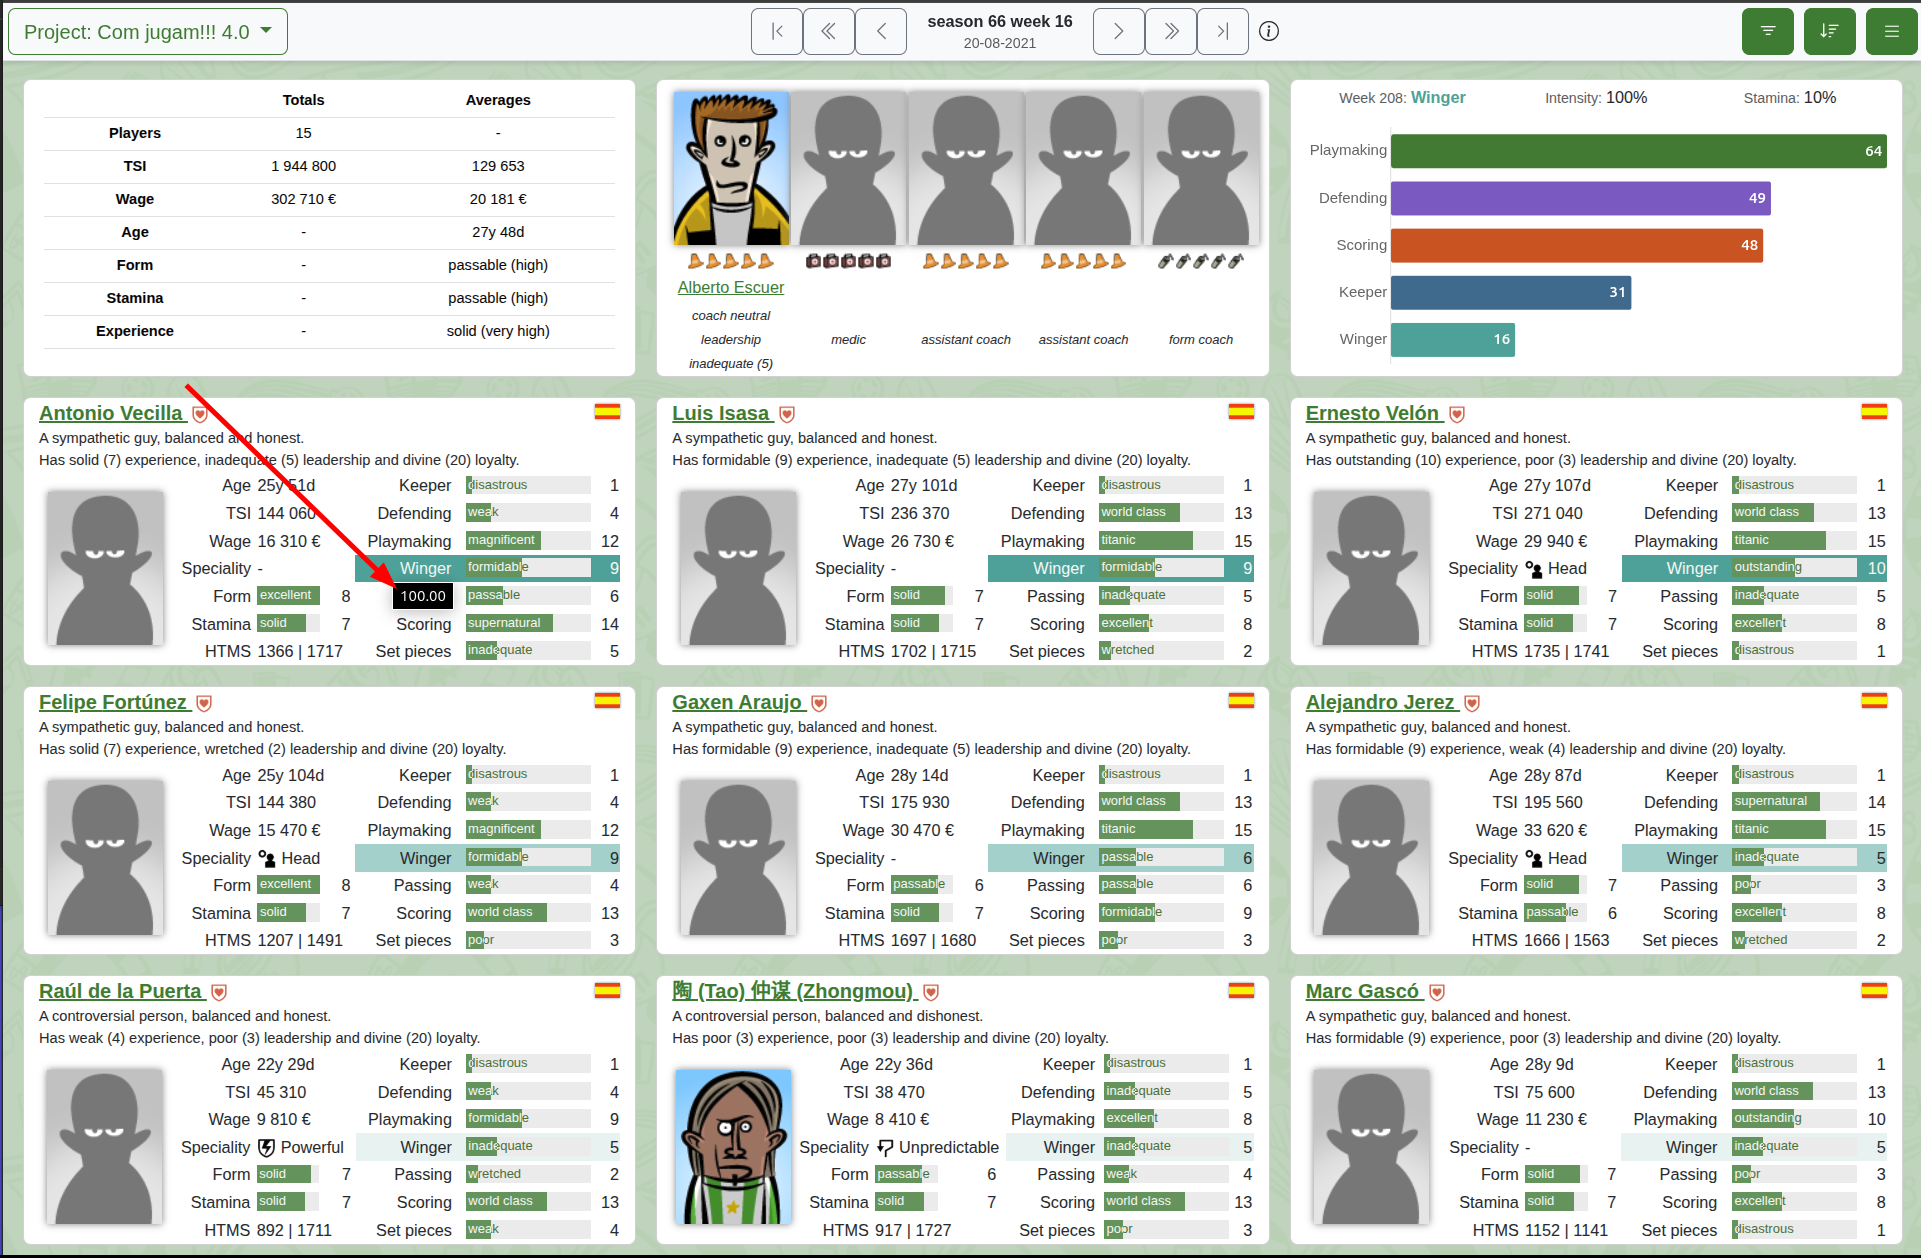 Project: Com jugam!!! 4.0
season 66 week 16
20-08-2021
Totals Averages
Players 15 -
TSI 1 944 800 129 653
Wage 302 710 € 20 181 €
Age - 27y 48d
Form - passable (high)
Stamina - passable (high)
Experience - solid (very high)
Alberto Escuer
coach neutral
leadership
inadequate (5)
medic
assistant coach
assistant coach
form coach
Week 208: Winger Intensity: 100% Stamina: 10%
Playmaking 64
Defending 49
Scoring 48
Keeper 31
Winger 16
Antonio Vecilla
A sympathetic guy, balanced and honest.
Has solid (7) experience, inadequate (5) leadership and divine (20) loyalty.
Age 25y 51d Keeper disastrous 1
TSI 144 060 Defending weak 4
Wage 16 310 € Playmaking magnificent 12
Speciality - Winger formidable 9
Form excellent 8 100.00 passable 6
Stamina solid 7 Scoring supernatural 14
HTMS 1366 | 1717 Set pieces inadequate 5
Luis Isasa
A sympathetic guy, balanced and honest.
Has formidable (9) experience, inadequate (5) leadership and divine (20) loyalty.
Age 27y 101d Keeper disastrous 1
TSI 236 370 Defending world class 13
Wage 26 730 € Playmaking titanic 15
Speciality - Winger formidable 9
Form solid 7 Passing inadequate 5
Stamina solid 7 Scoring excellent 8
HTMS 1702 | 1715 Set pieces wretched 2
Ernesto Velón
A sympathetic guy, balanced and honest.
Has outstanding (10) experience, poor (3) leadership and divine (20) loyalty.
Age 27y 107d Keeper disastrous 1
TSI 271 040 Defending world class 13
Wage 29 940 € Playmaking titanic 15
Speciality Head Winger outstanding 10
Form solid 7 Passing inadequate 5
Stamina solid 7 Scoring excellent 8
HTMS 1735 | 1741 Set pieces disastrous 1
Felipe Fortúnez
A sympathetic guy, balanced and honest.
Has solid (7) experience, wretched (2) leadership and divine (20) loyalty.
Age 25y 104d Keeper disastrous 1
TSI 144 380 Defending weak 4
Wage 15 470 € Playmaking magnificent 12
Speciality Head Winger formidable 9
Form excellent 8 Passing weak 4
Stamina solid 7 Scoring world class 13
HTMS 1207 | 1491 Set pieces poor 3
Gaxen Araujo
A sympathetic guy, balanced and honest.
Has formidable (9) experience, inadequate (5) leadership and divine (20) loyalty.
Age 28y 14d Keeper disastrous 1
TSI 175 930 Defending world class 13
Wage 30 470 € Playmaking titanic 15
Speciality - Winger passable 6
Form passable 6 Passing passable 6
Stamina solid 7 Scoring formidable 9
HTMS 1697 | 1680 Set pieces poor 3
Alejandro Jerez
A sympathetic guy, balanced and honest.
Has formidable (9) experience, weak (4) leadership and divine (20) loyalty.
Age 28y 87d Keeper disastrous 1
TSI 195 560 Defending supernatural 14
Wage 33 620 € Playmaking titanic 15
Speciality Head Winger inadequate 5
Form solid 7 Passing poor 3
Stamina passable 6 Scoring excellent 8
HTMS 1666 | 1563 Set pieces wretched 2
Raúl de la Puerta
A controversial person, balanced and honest.
Has weak (4) experience, poor (3) leadership and divine (20) loyalty.
Age 22y 29d Keeper disastrous 1
TSI 45 310 Defending weak 4
Wage 9 810 € Playmaking formidable 9
Speciality Powerful Winger inadequate 5
Form solid 7 Passing wretched 2
Stamina solid 7 Scoring world class 13
HTMS 892 | 1711 Set pieces weak 4
陶 (Tao) 仲谋 (Zhongmou)
A controversial person, balanced and dishonest.
Has poor (3) experience, poor (3) leadership and divine (20) loyalty.
Age 22y 36d Keeper disastrous 1
TSI 38 470 Defending inadequate 5
Wage 8 410 € Playmaking excellent 8
Speciality Unpredictable Winger inadequate 5
Form passable 6 Passing weak 4
Stamina solid 7 Scoring world class 13
HTMS 917 | 1727 Set pieces poor 3
Marc Gascó
A sympathetic guy, balanced and honest.
Has formidable (9) experience, poor (3) leadership and divine (20) loyalty.
Age 28y 9d Keeper disastrous 1
TSI 75 600 Defending world class 13
Wage 11 230 € Playmaking outstanding 10
Speciality - Winger inadequate 5
Form solid 7 Passing poor 3
Stamina solid 7 Scoring excellent 8
HTMS 1152 | 1141 Set pieces disastrous 1